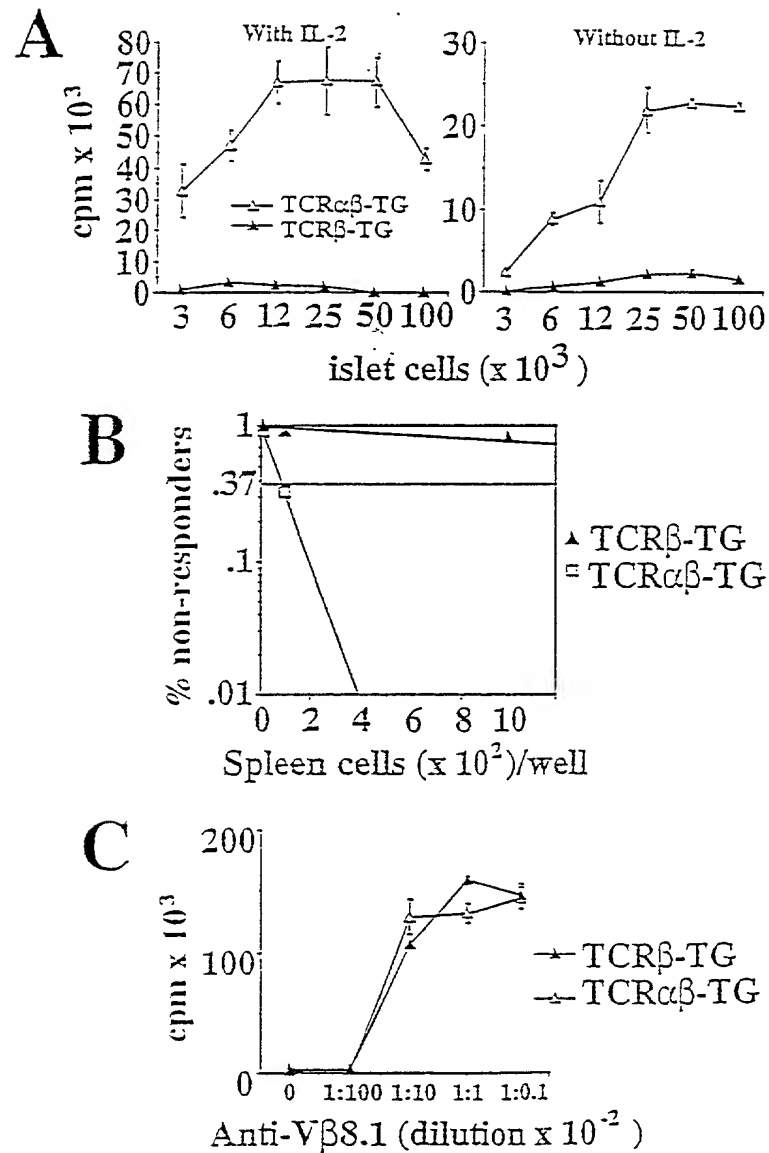 A
With IL-2
Without IL-2
cpm x 10³
80
70
60
50
40
30
20
10
0
30
20
10
0
TCRαβ-TG
TCRβ-TG
3 6 12 25 50 100
3 6 12 25 50 100
islet cells (x 10³)
B
% non-responders
1
.37
.1
.01
0 2 4 6 8 10
TCRβ-TG
TCRαβ-TG
Spleen cells (x 10²)/well
C
cpm x 10³
200
100
0
TCRβ-TG
TCRαβ-TG
0 1:100 1:10 1:1 1:0.1
Anti-Vβ8.1 (dilution x 10⁻²)